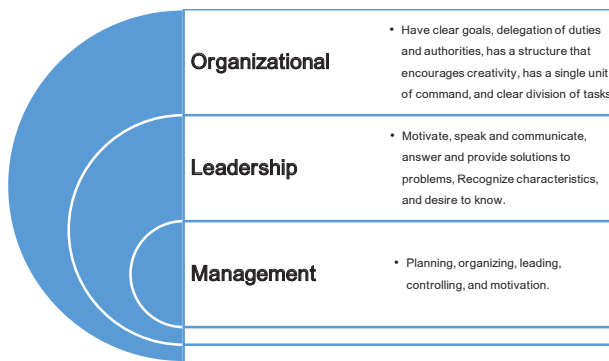 Organizational
• Have clear goals, delegation of duties
and authorities, has a structure that
encourages creativity, has a single unit
of command, and clear division of tasks
Leadership
• Motivate, speak and communicate,
answer and provide solutions to
problems, Recognize characteristics,
and desire to know.
Management
• Planning, organizing, leading,
controlling, and motivation.